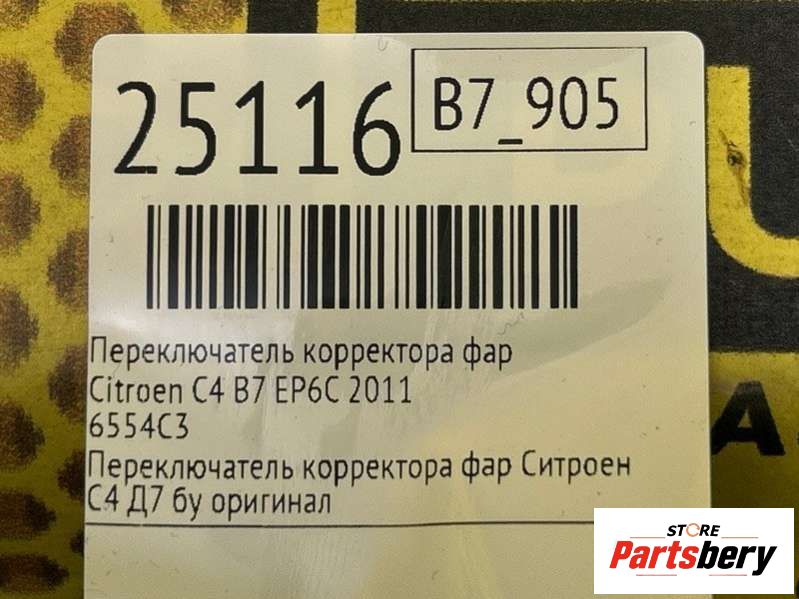 25116
B7_905
Переключатель корректора фар
Citroen C4 B7 EP6C 2011
6554C3
Переключатель корректора фар Ситроен
С4 Д7 бу оригинал
STORE
Partsbery